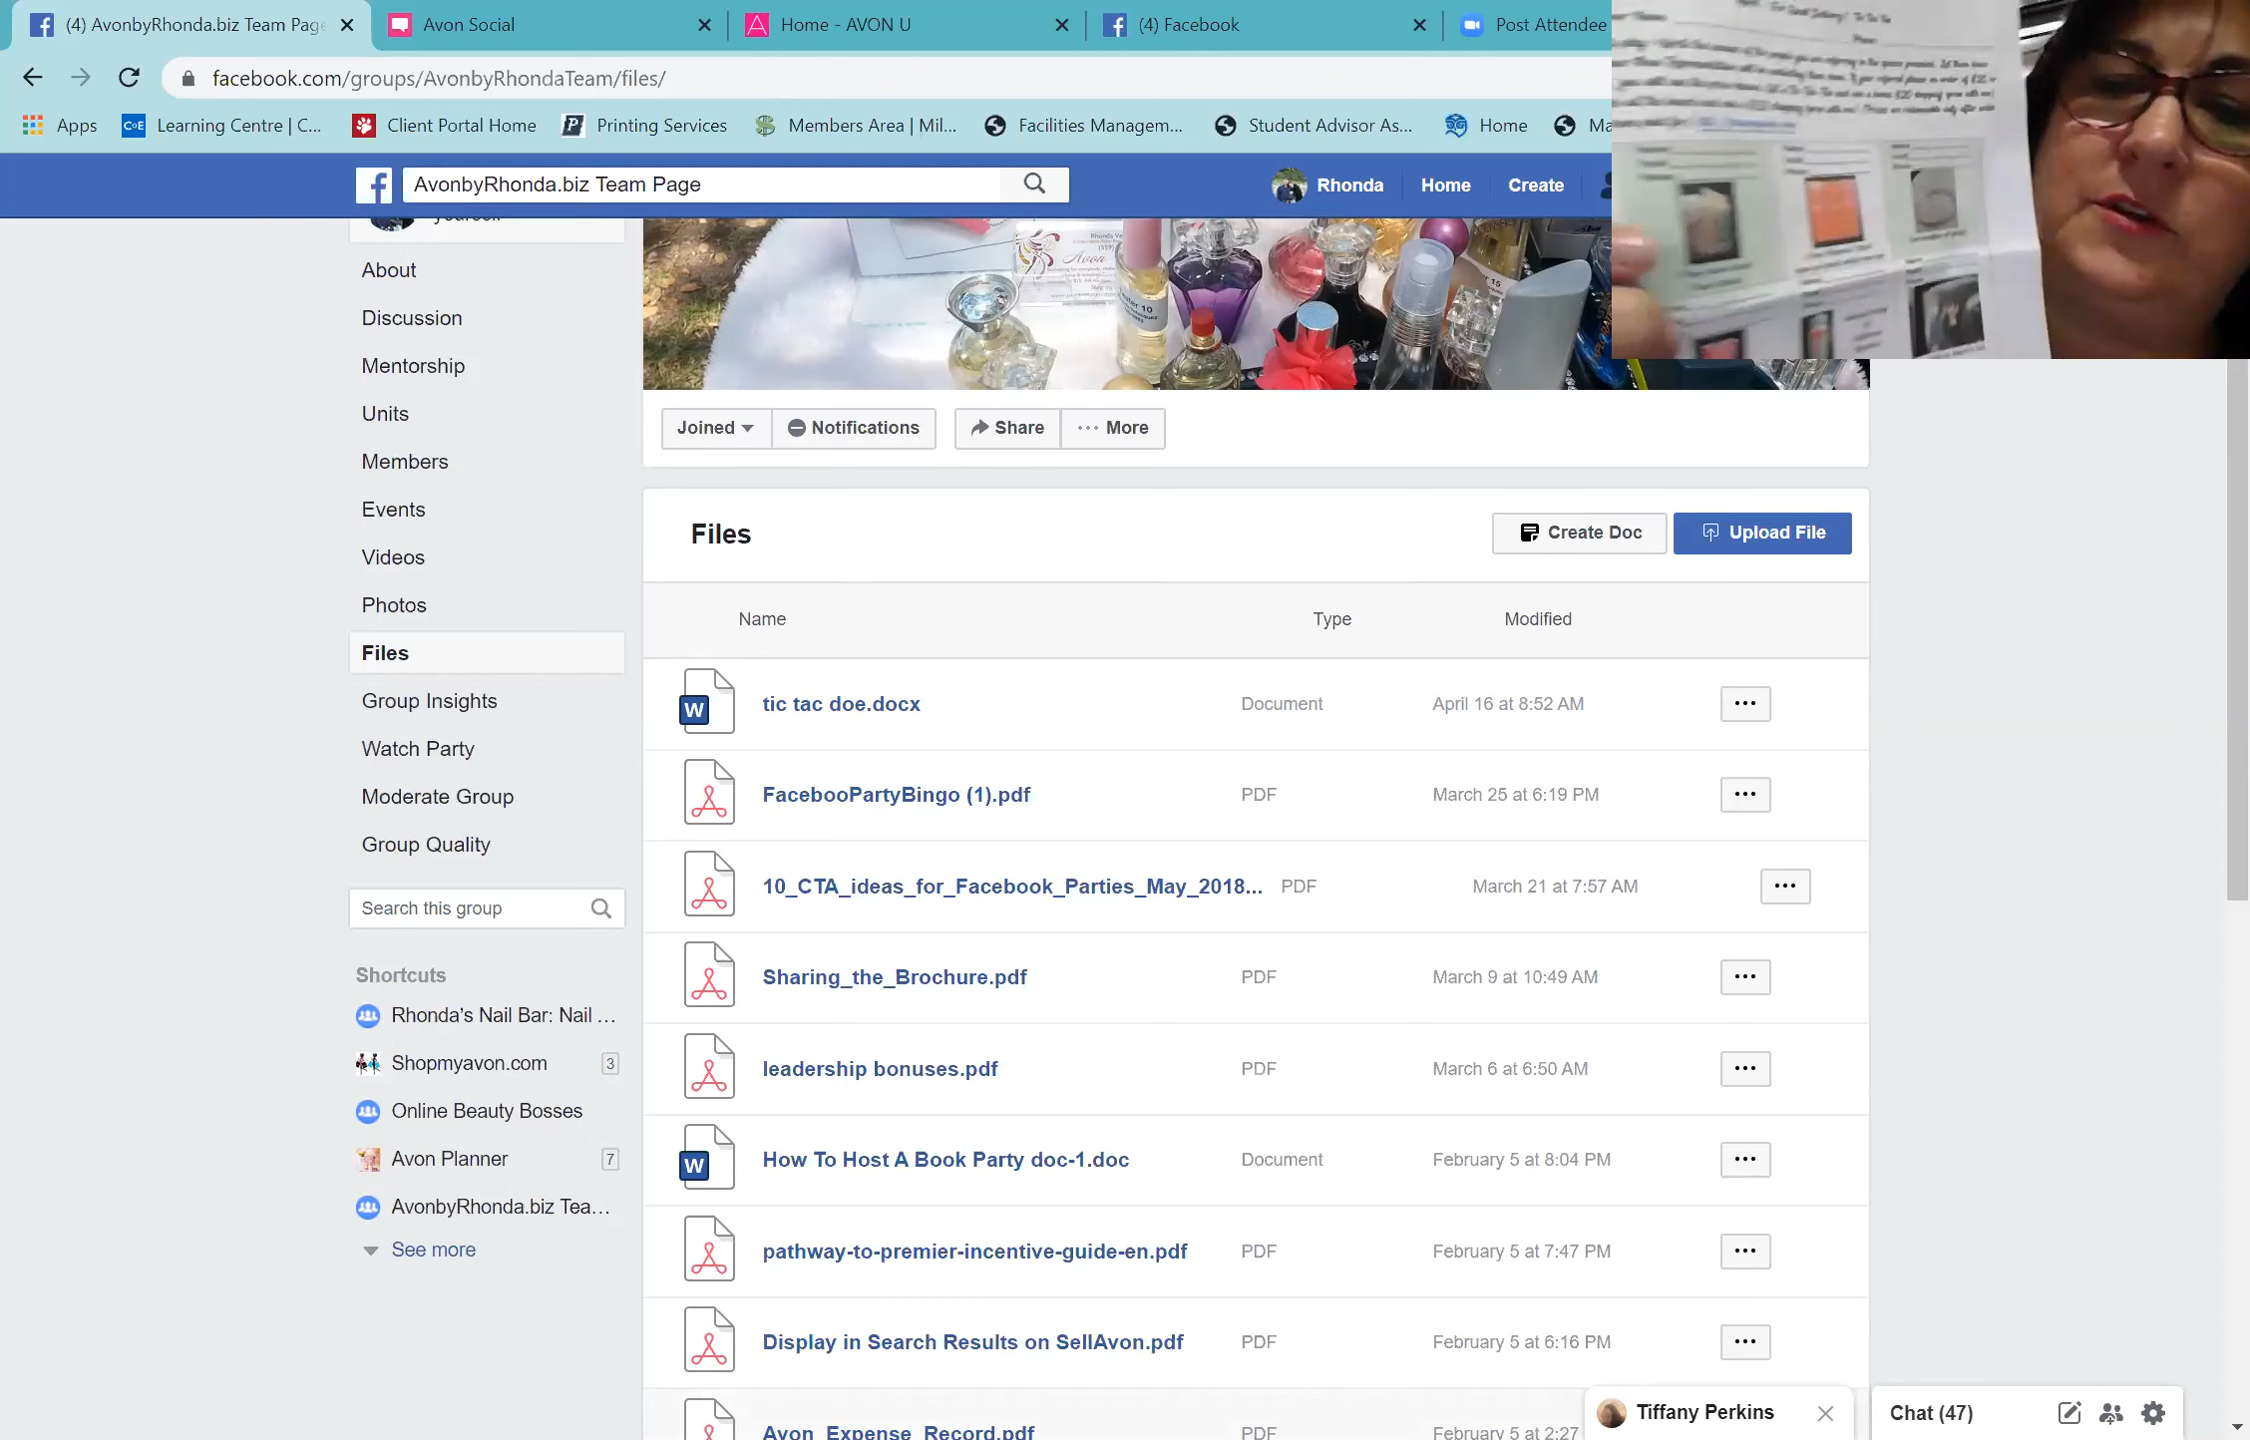 (4) AvonbyRhonda.biz Team Page
Avon Social
Home - AVON U
(4) Facebook
Post Attendee
facebook.com/groups/AvonbyRhondaTeam/files/
Apps
Learning Centre | C...
Client Portal Home
Printing Services
Members Area | Mil...
Facilities Managem...
Student Advisor As...
Home
AvonbyRhonda.biz Team Page
Rhonda
Home
Create
About
Discussion
Mentorship
Units
Members
Events
Videos
Photos
Files
Group Insights
Watch Party
Moderate Group
Group Quality
Search this group
Shortcuts
Rhonda's Nail Bar: Nail ...
Shopmyavon.com 3
Online Beauty Bosses
Avon Planner 7
AvonbyRhonda.biz Tea...
See more
Avon
Joined
Notifications
Share
More
Files
Create Doc
Upload File
Name Type Modified
tic tac doe.docx Document April 16 at 8:52 AM
FacebooPartyBingo (1).pdf PDF March 25 at 6:19 PM
10_CTA_ideas_for_Facebook_Parties_May_2018... PDF March 21 at 7:57 AM
Sharing_the_Brochure.pdf PDF March 9 at 10:49 AM
leadership bonuses.pdf PDF March 6 at 6:50 AM
How To Host A Book Party doc-1.doc Document February 5 at 8:04 PM
pathway-to-premier-incentive-guide-en.pdf PDF February 5 at 7:47 PM
Display in Search Results on SellAvon.pdf PDF February 5 at 6:16 PM
Avon_Expense_Record.pdf February 5 at 2:27
Tiffany Perkins
Chat (47)